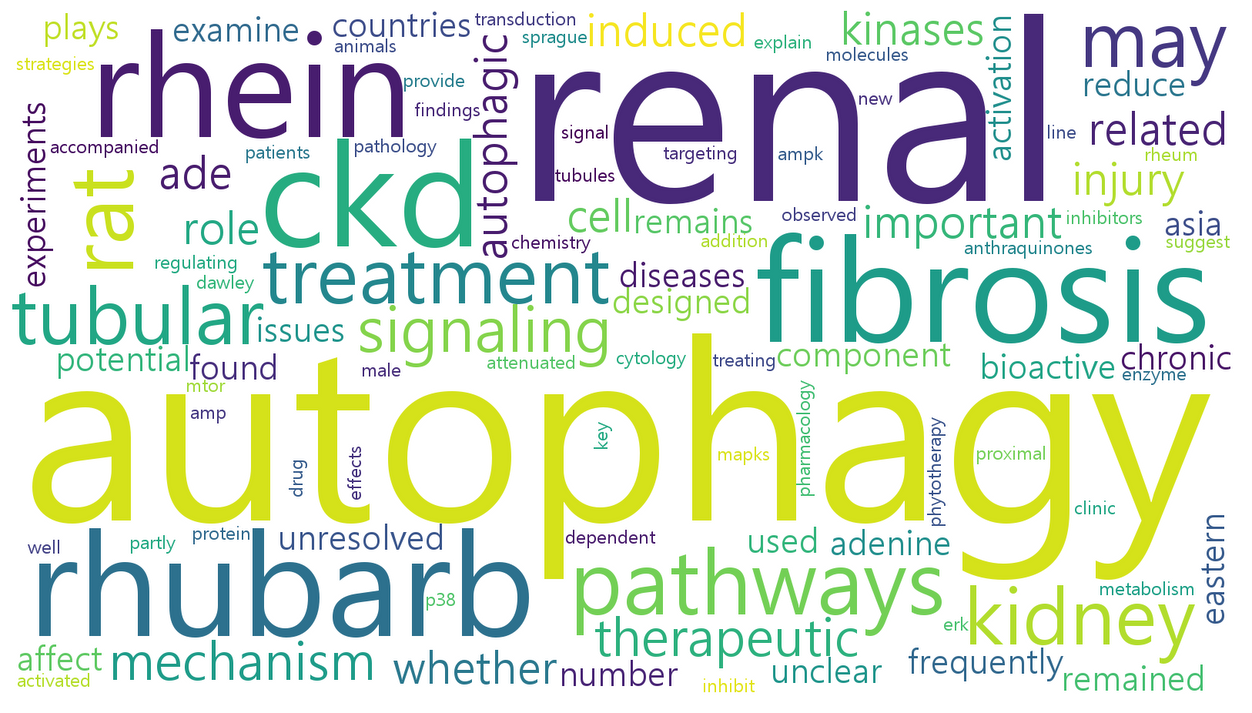 plays
examine
countries
transduction
sprague
induced
explain
kinases
may
strategies
rhein
animals
provide
findings
autophagic
renal
molecules
new
activation
reduce
line
related
experiments
accompanied
patients
pathology
signal
targeting
ampk
tubules
rheum
rat
ade
ckd
injury
role
cell
remains
observed
important
inhibitors
asia
chemistry
addition
anthraquinones
suggest
regulating
dawley
treatment
diseases
designed
fibrosis
tubular
issues
signaling
potential
found
attenuated
cytology
treating
component
bioactive
chronic
enzyme
male
mtor
amp
autophagy
key
mapks
pharmacology
proximal
drug
effects
phytotherapy
clinic
well
partly
protein
unresolved
dependent
used
adenine
eastern
rhubarb
p38
pathways
metabolism
erk
kidney
affect
activated
mechanism
whether
number
therapeutic
inhibit
unclear
frequently
remained